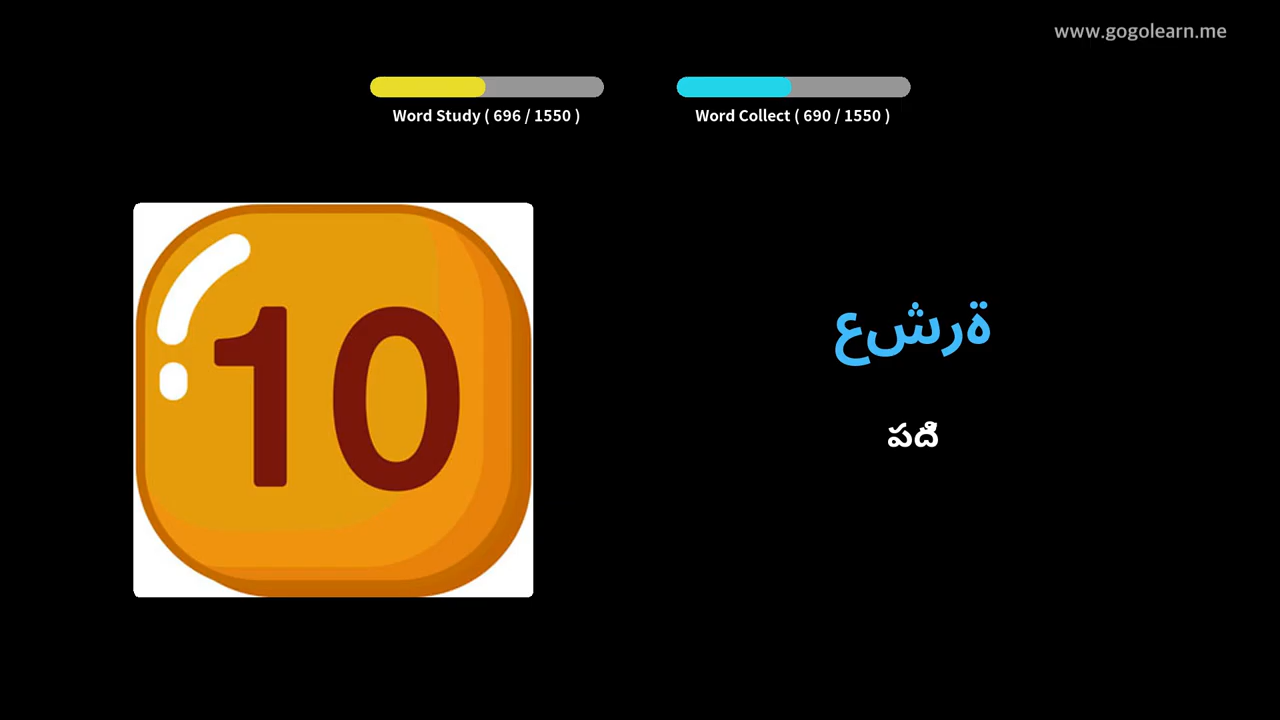 www.gogolearn.me
Word Study ( 696 / 1550 )
Word Collect ( 690 / 1550 )
10
عشرة
పది